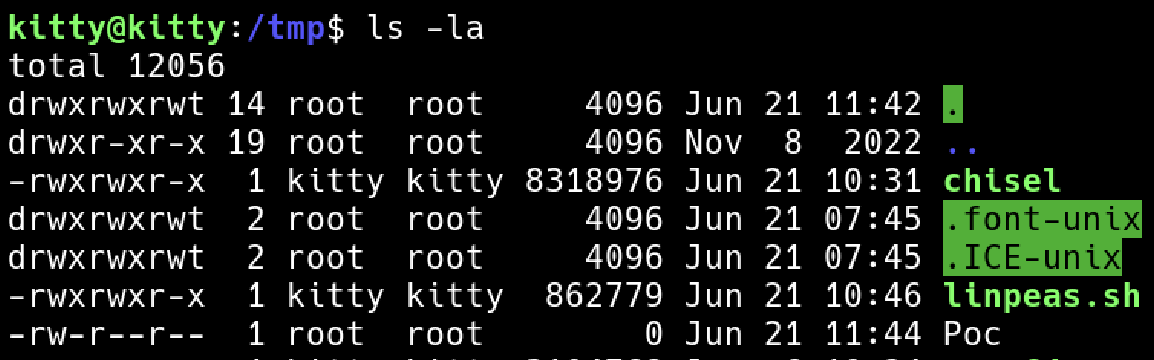 kitty@kitty:/tmp$ ls -la
total 12056
drwxrwxrwt 14 root  root     4096 Jun 21 11:42 .
drwxr-xr-x 19 root  root     4096 Nov  8  2022 ..
-rwxrwxr-x  1 kitty kitty 8318976 Jun 21 10:31 chisel
drwxrwxrwt  2 root  root     4096 Jun 21 07:45 .font-unix
drwxrwxrwt  2 root  root     4096 Jun 21 07:45 .ICE-unix
-rwxrwxr-x  1 kitty kitty  862779 Jun 21 10:46 linpeas.sh
-rw-r--r--  1 root  root        0 Jun 21 11:44 Poc